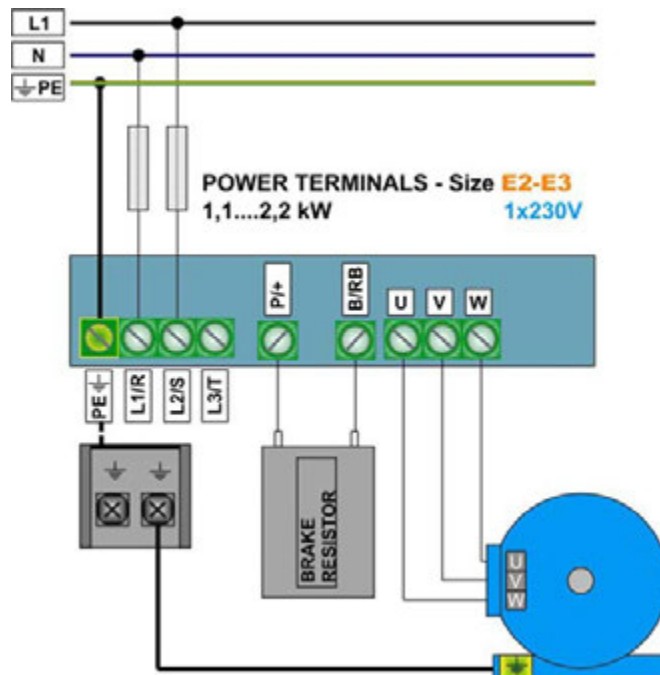 L1
N
⏚ PE
POWER TERMINALS - Size E2-E3
1,1....2,2 kW 1x230V
P/+
B/RB
U
V
W
PE ⏚
L1/R
L2/S
L3/T
BRAKE
RESISTOR
U
V
W